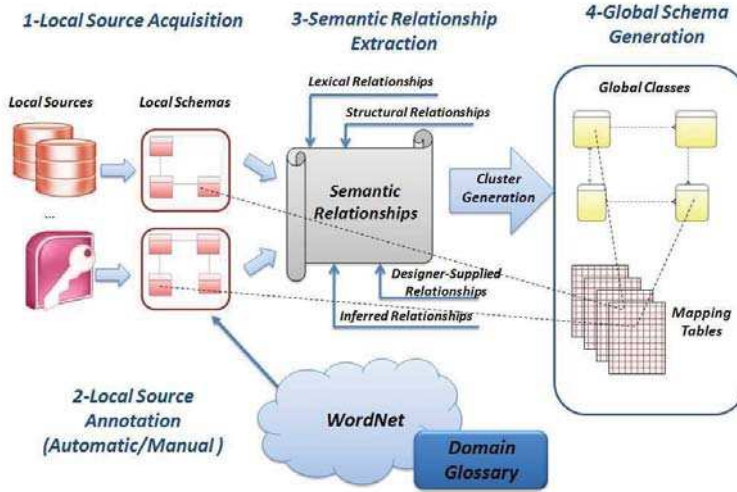 1-Local Source Acquisition
3-Semantic Relationship
Extraction
4-Global Schema
Generation
Local Sources
Local Schemas
Lexical Relationships
Structural Relationships
Global Classes
Semantic
Relationships
Cluster
Generation
...
Designer-Supplied
Relationships
Inferred Relationships
Mapping
Tables
2-Local Source
Annotation
(Automatic/Manual )
WordNet
Domain
Glossary